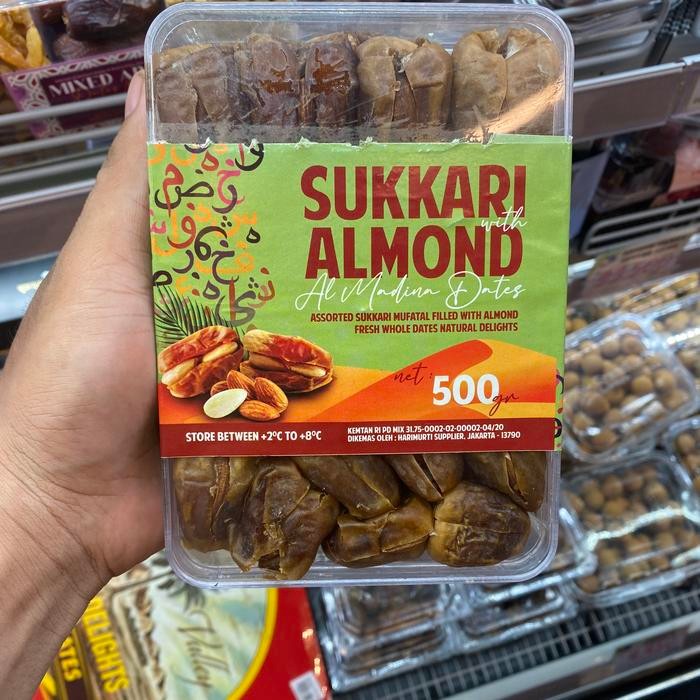 MIXED
SUKKARI
with
ALMOND
Al Madina Dates
ASSORTED SUKKARI MUFATAL FILLED WITH ALMOND
FRESH WHOLE DATES NATURAL DELIGHTS
net : 500gr
STORE BETWEEN +2°C TO +8°C
KEMTAN RI PD MIX 31.75-0002-02-00002-04/20
DIKEMAS OLEH : HARIMURTI SUPPLIER, JAKARTA - 13790
Valley